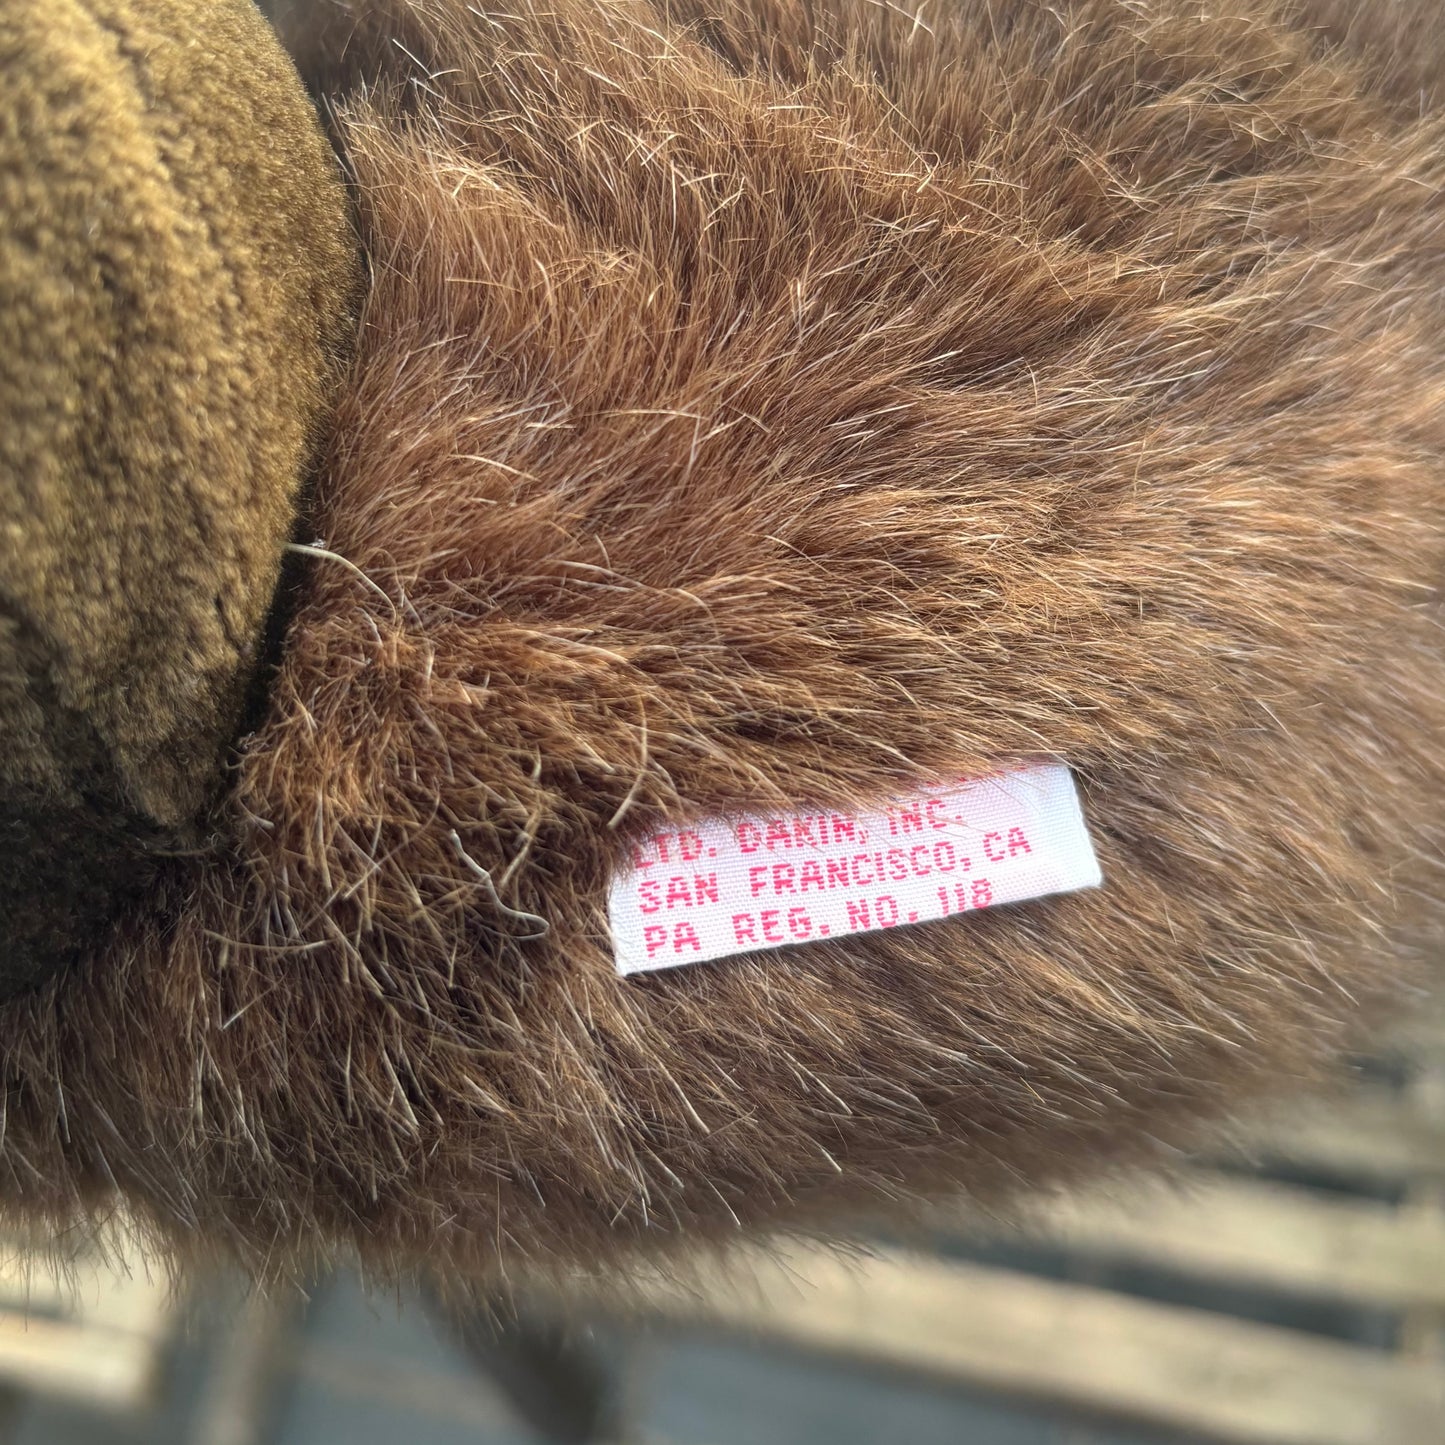 LTD. DAKIN, INC.
SAN FRANCISCO, CA
PA REG. NO. 118